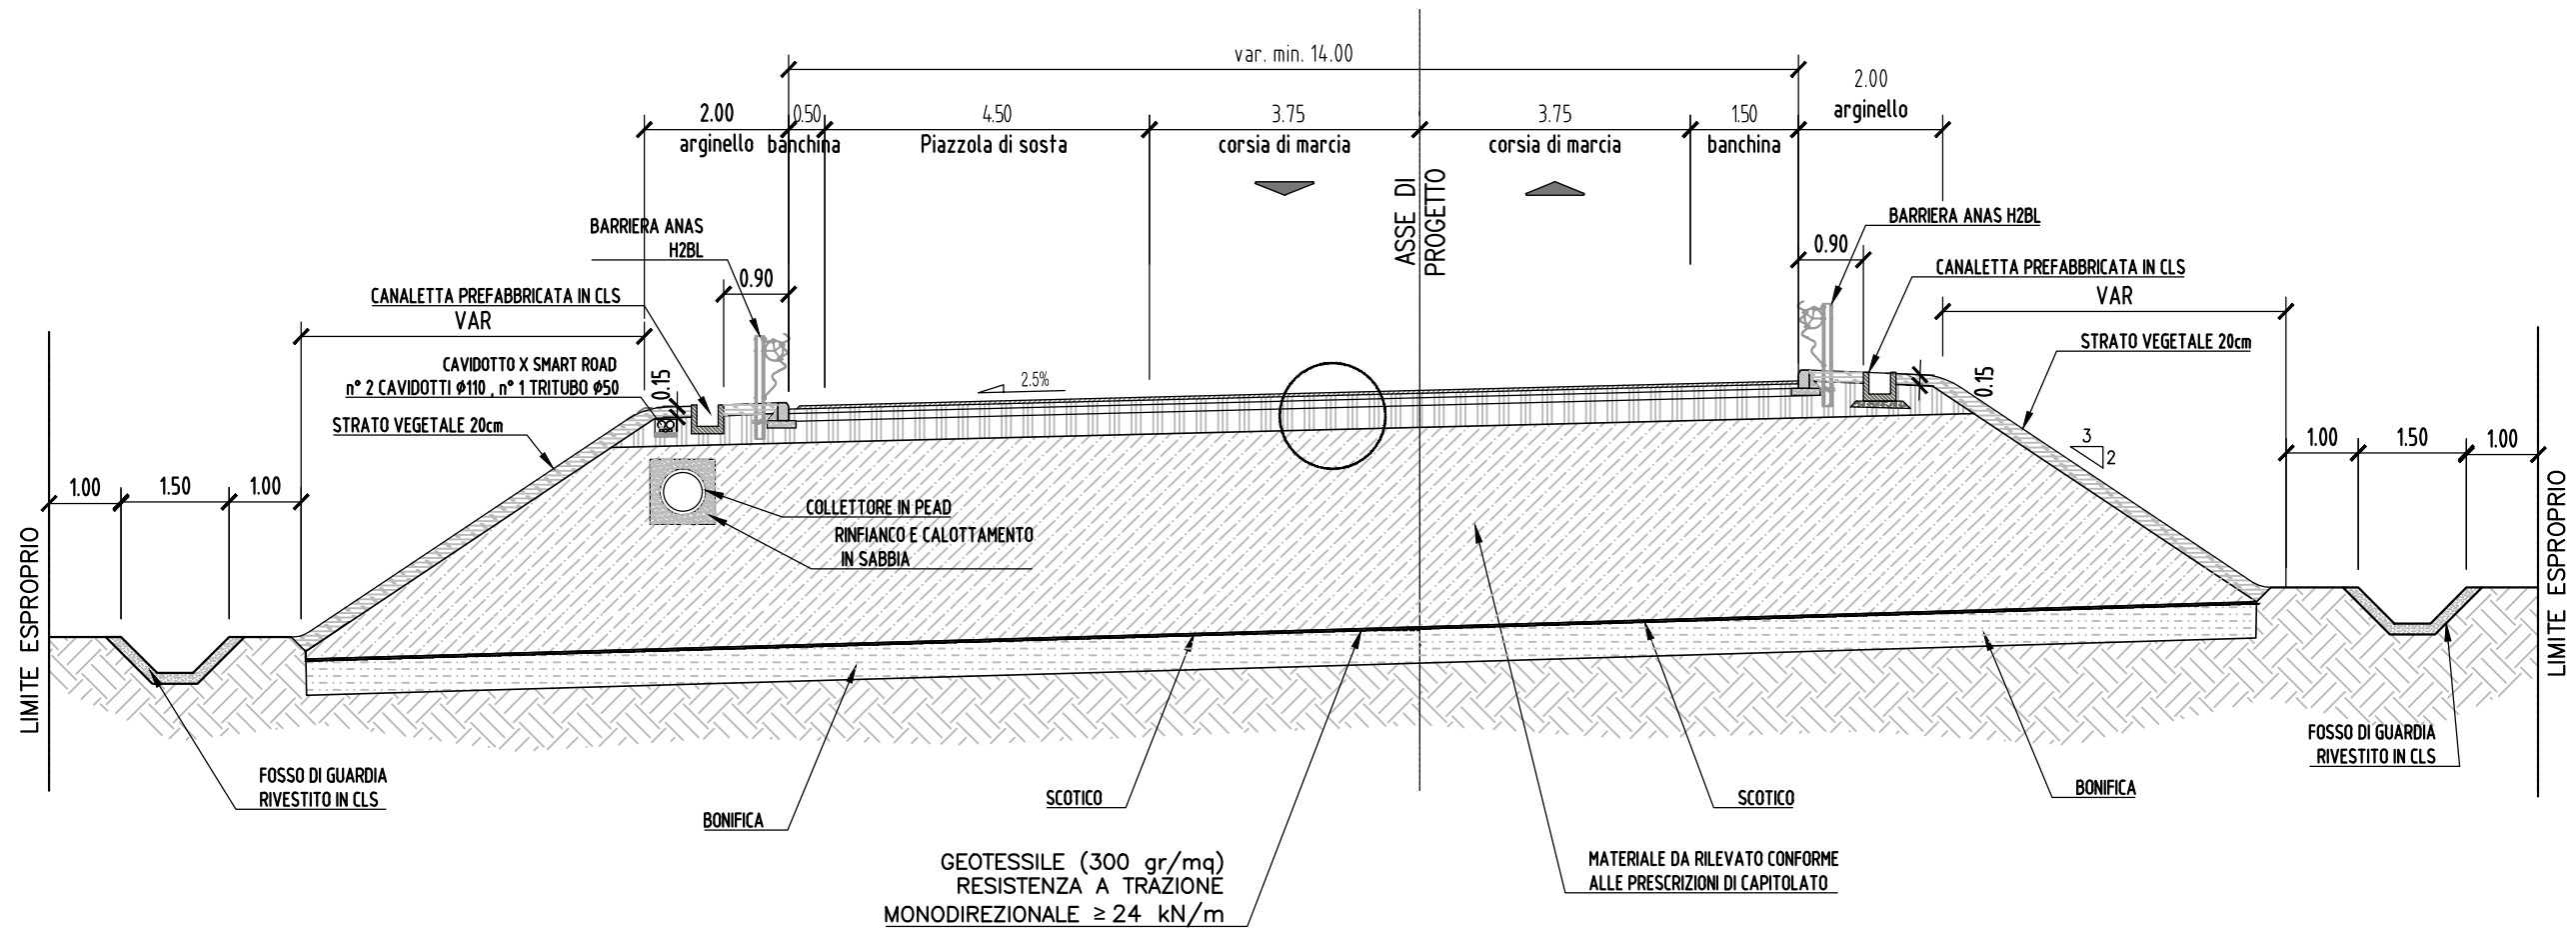 var. min. 14.00
2.00
arginello
0.50
banchina
4.50
Piazzola di sosta
3.75
corsia di marcia
3.75
corsia di marcia
1.50
banchina
2.00
arginello
ASSE DI
PROGETTO
BARRIERA ANAS
H2BL
0.90
CANALETTA PREFABBRICATA IN CLS
VAR
CAVIDOTTO X SMART ROAD
n° 2 CAVIDOTTI Ø110 , n° 1 TRITUBO Ø50
0.15
STRATO VEGETALE 20cm
2.5%
BARRIERA ANAS H2BL
0.90
CANALETTA PREFABBRICATA IN CLS
VAR
STRATO VEGETALE 20cm
0.15
3
2
1.00
1.50
1.00
1.00
1.50
1.00
LIMITE ESPROPRIO
LIMITE ESPROPRIO
COLLETTORE IN PEAD
RINFIANCO E CALOTTAMENTO
IN SABBIA
FOSSO DI GUARDIA
RIVESTITO IN CLS
BONIFICA
SCOTICO
GEOTESSILE (300 gr/mq)
RESISTENZA A TRAZIONE
MONODIREZIONALE ≥ 24 kN/m
MATERIALE DA RILEVATO CONFORME
ALLE PRESCRIZIONI DI CAPITOLATO
SCOTICO
BONIFICA
FOSSO DI GUARDIA
RIVESTITO IN CLS